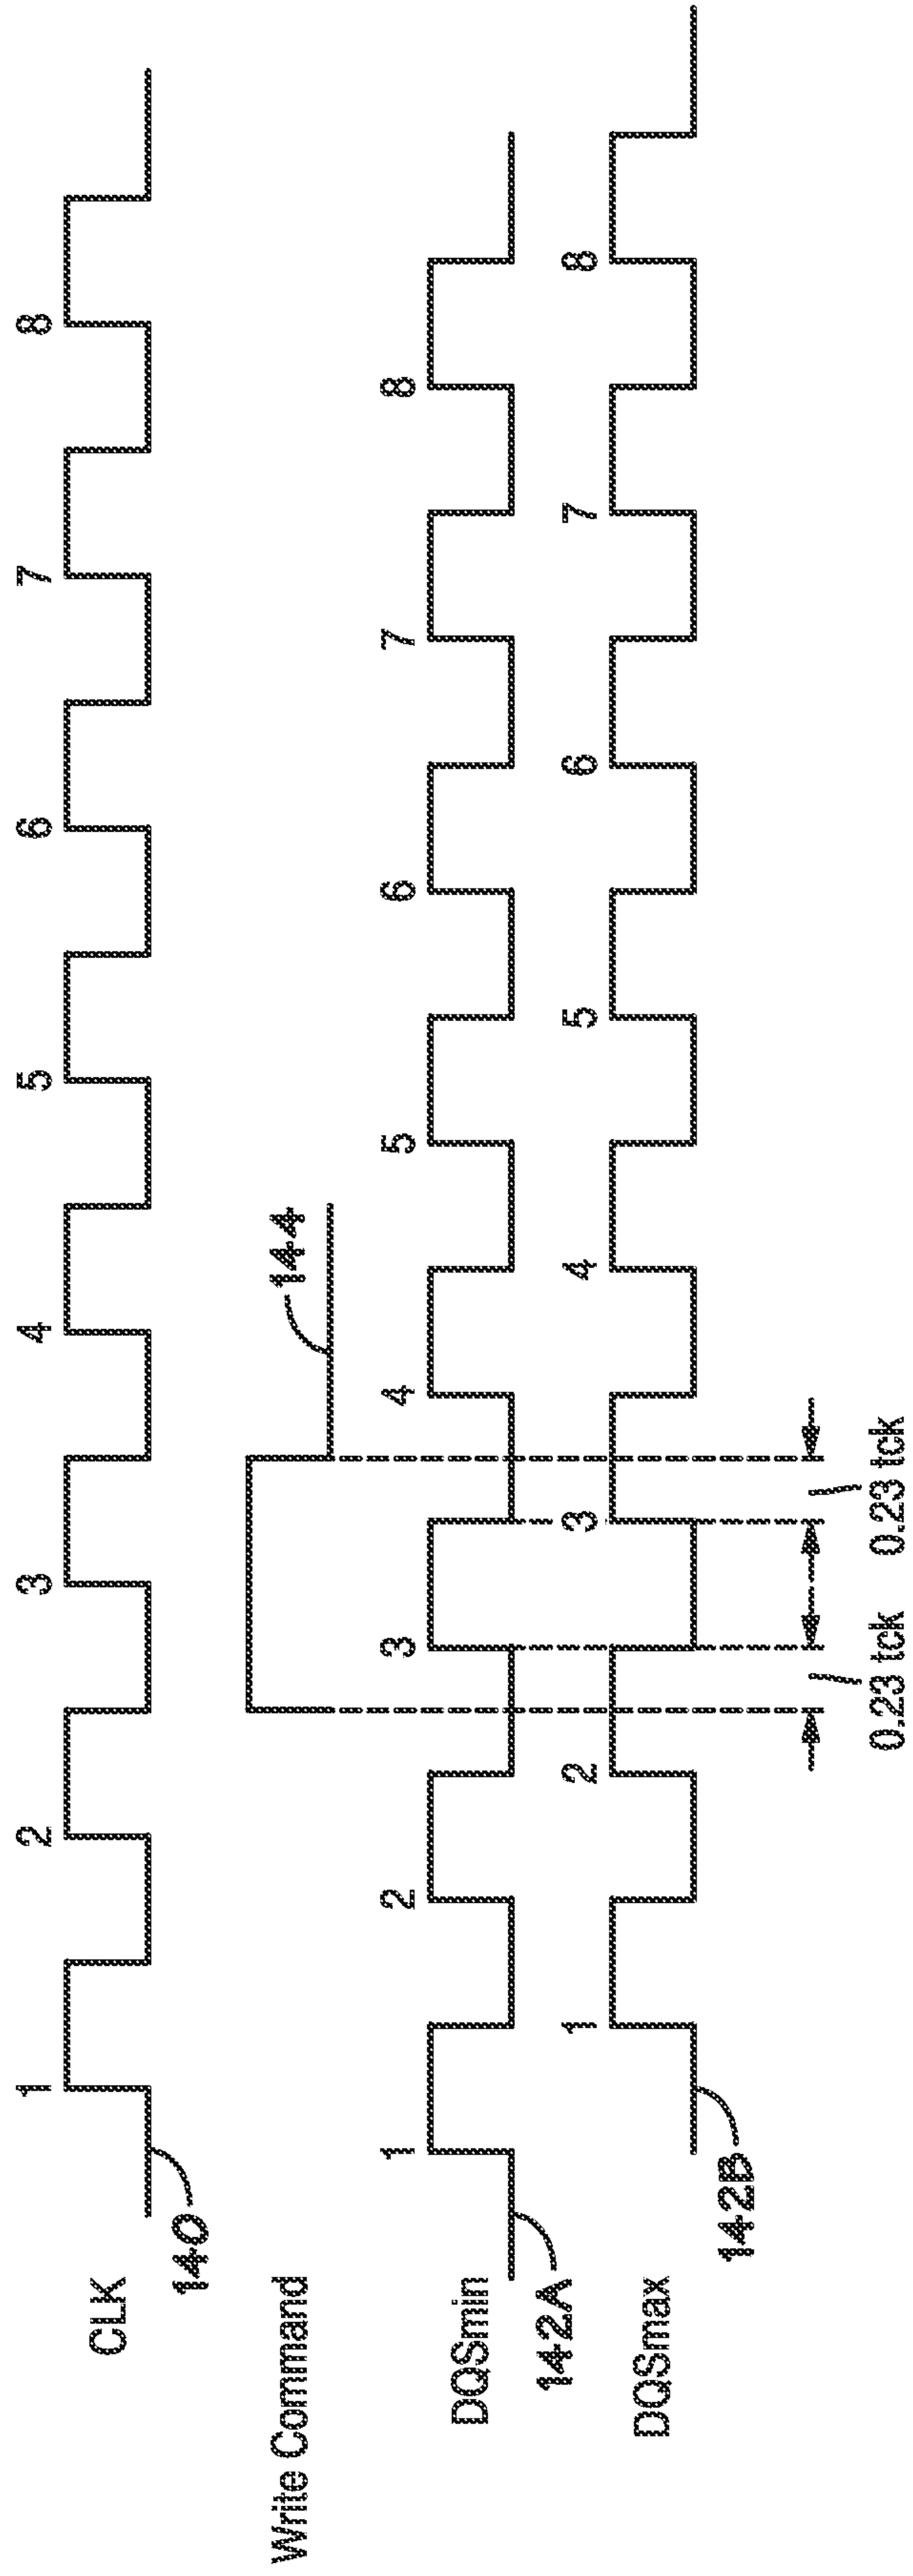 CLK
140
1 2 3 4 5 6 7 8
Write Command
144
DQSmin
142A
1 2 3 4 5 6 7 8
DQSmax
142B
1 2 3 4 5 6 7 8
0.23 tck 0.23 tck